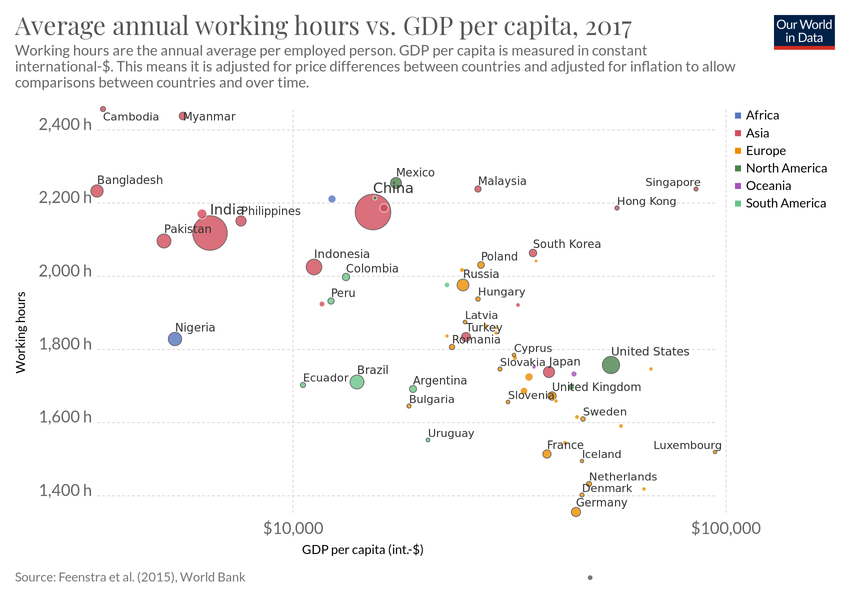 Average annual working hours vs. GDP per capita, 2017
Our World
in Data
Working hours are the annual average per employed person. GDP per capita is measured in constant
international-$. This means it is adjusted for price differences between countries and adjusted for inflation to allow
comparisons between countries and over time.
2,400 h
2,200 h
2,000 h
1,800 h
1,600 h
1,400 h
Working hours
Cambodia
Myanmar
Bangladesh
Mexico
China
Malaysia
Singapore
Hong Kong
India
Philippines
Pakistan
South Korea
Indonesia
Poland
Colombia
Russia
Peru
Hungary
Nigeria
Latvia
Turkey
Romania
Cyprus
United States
Slovakia
Japan
Ecuador
Brazil
Argentina
United Kingdom
Bulgaria
Slovenia
Sweden
Uruguay
France
Luxembourg
Iceland
Netherlands
Denmark
Germany
Africa
Asia
Europe
North America
Oceania
South America
$10,000
$100,000
GDP per capita (int.-$)
Source: Feenstra et al. (2015), World Bank